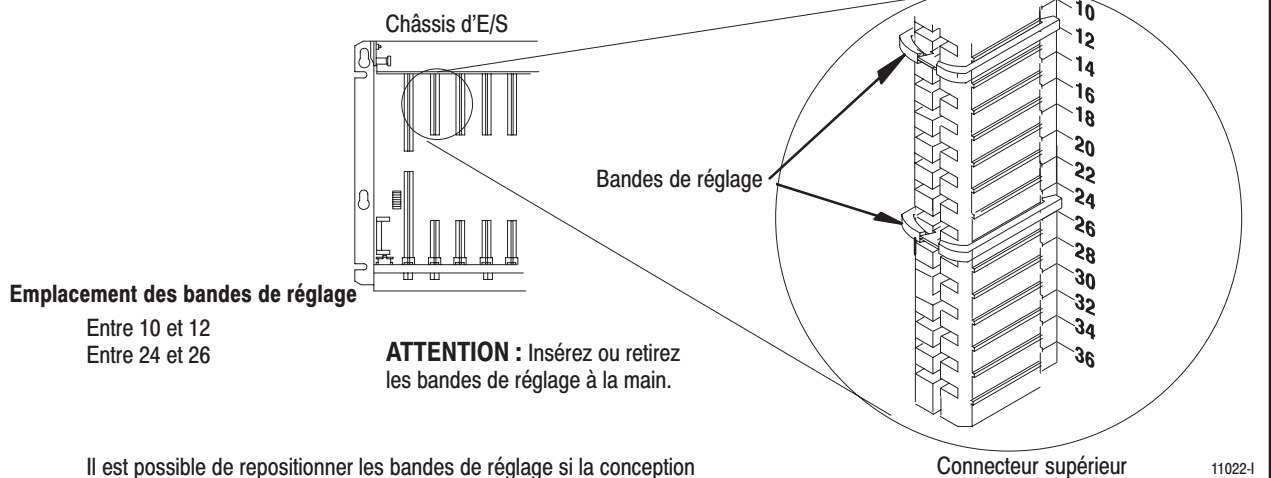 Châssis d'E/S
10
12
14
16
18
20
22
24
26
28
30
32
34
36
Bandes de réglage
Emplacement des bandes de réglage
Entre 10 et 12
Entre 24 et 26
ATTENTION : Insérez ou retirez
les bandes de réglage à la main.
Il est possible de repositionner les bandes de réglage si la conception
Connecteur supérieur
11022-I